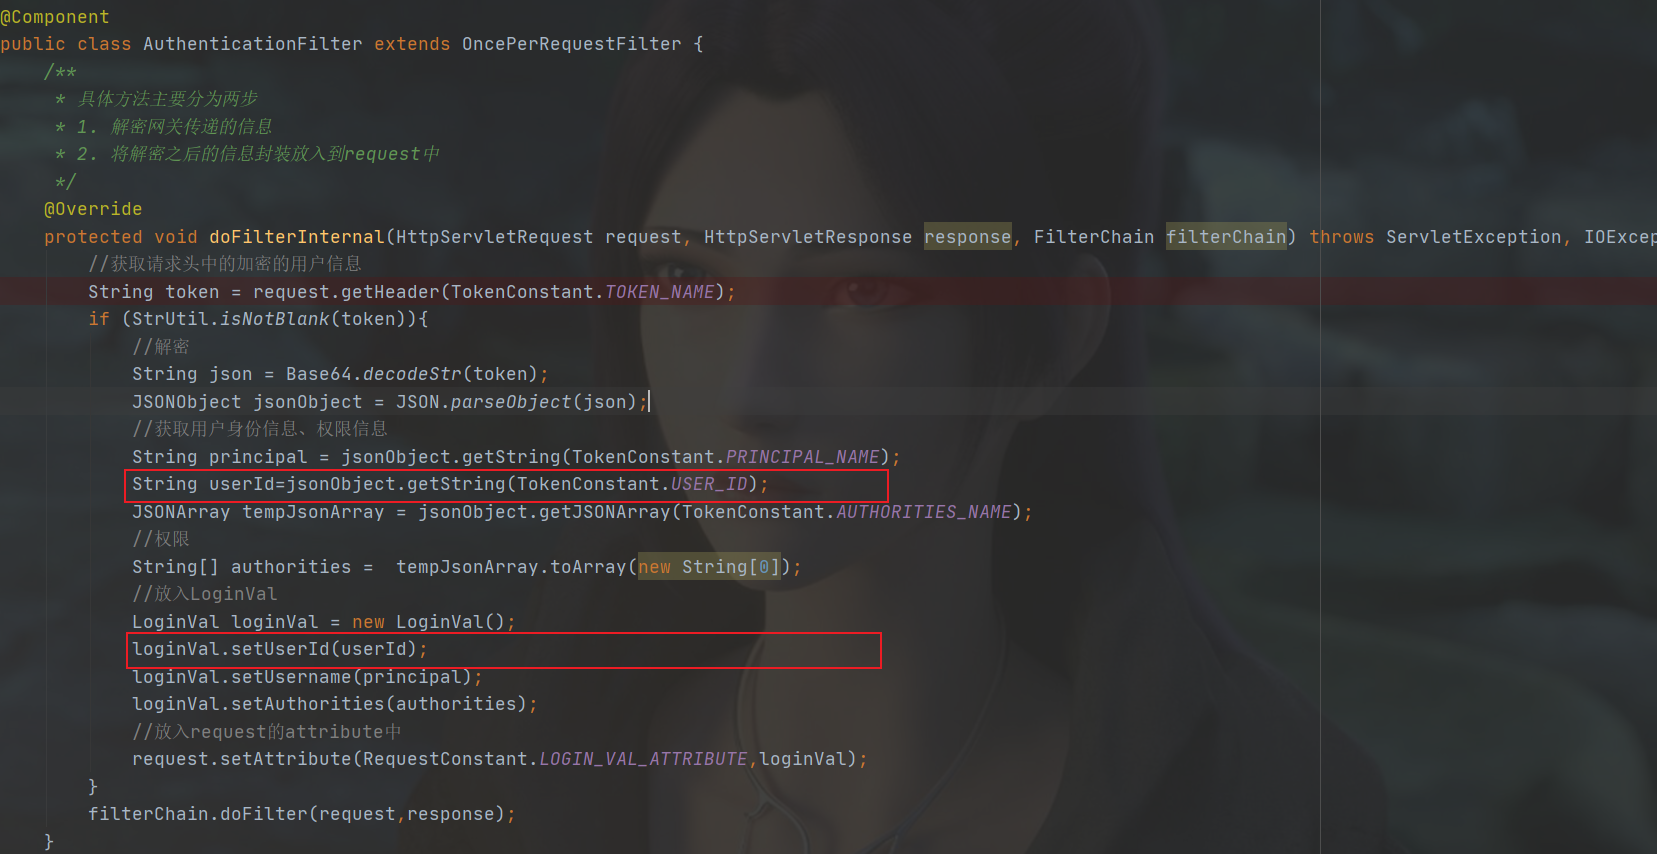 @Component
public class AuthenticationFilter extends OncePerRequestFilter {
/**
* 具体方法主要分为两步
* 1. 解密网关传递的信息
* 2. 将解密之后的信息封装放入到request中
*/
@Override
protected void doFilterInternal(HttpServletRequest request, HttpServletResponse response, FilterChain filterChain) throws ServletException, IOExcep
//获取请求头中的加密的用户信息
String token = request.getHeader(TokenConstant.TOKEN_NAME);
if (StrUtil.isNotBlank(token)){
//解密
String json = Base64.decodeStr(token);
JSONObject jsonObject = JSON.parseObject(json);
//获取用户身份信息、权限信息
String principal = jsonObject.getString(TokenConstant.PRINCIPAL_NAME);
String userId=jsonObject.getString(TokenConstant.USER_ID);
JSONArray tempJsonArray = jsonObject.getJSONArray(TokenConstant.AUTHORITIES_NAME);
//权限
String[] authorities =  tempJsonArray.toArray(new String[0]);
//放入LoginVal
LoginVal loginVal = new LoginVal();
loginVal.setUserId(userId);
loginVal.setUsername(principal);
loginVal.setAuthorities(authorities);
//放入request的attribute中
request.setAttribute(RequestConstant.LOGIN_VAL_ATTRIBUTE,loginVal);
}
filterChain.doFilter(request,response);
}